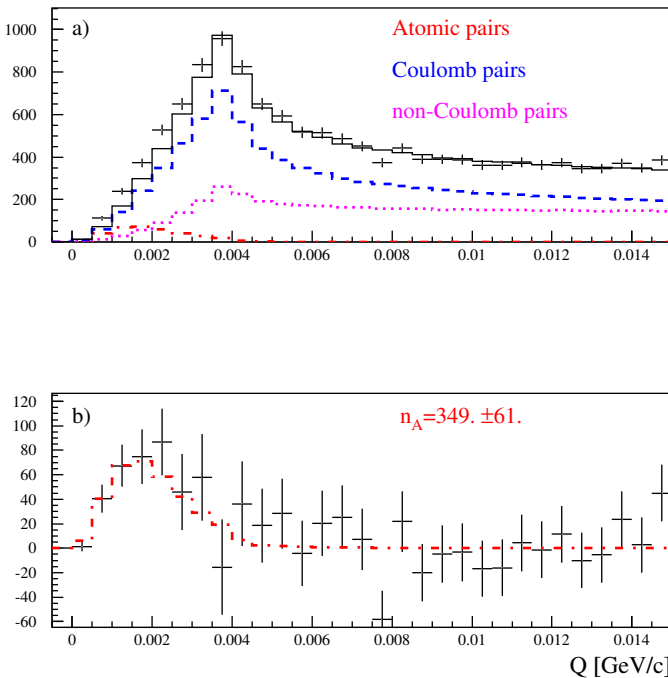 a)
Atomic pairs
Coulomb pairs
non-Coulomb pairs
1000
800
600
400
200
0
0 0.002 0.004 0.006 0.008 0.01 0.012 0.014
b)
n_A=349. ±61.
120
100
80
60
40
20
0
-20
-40
-60
0 0.002 0.004 0.006 0.008 0.01 0.012 0.014
Q [GeV/c]